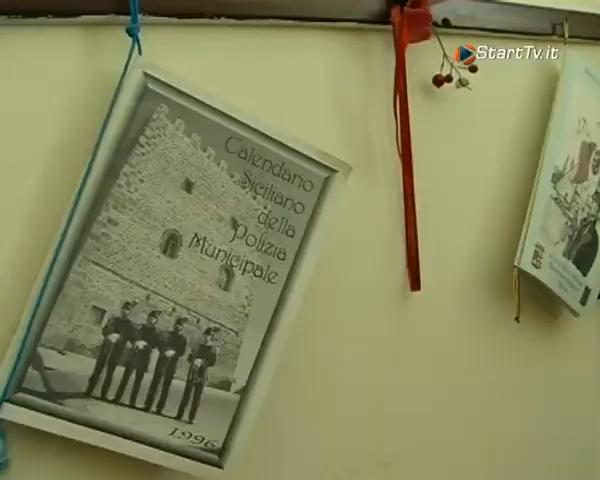 StartTv.it
Calendario
Siciliano
della
Polizia
Municipale
1996